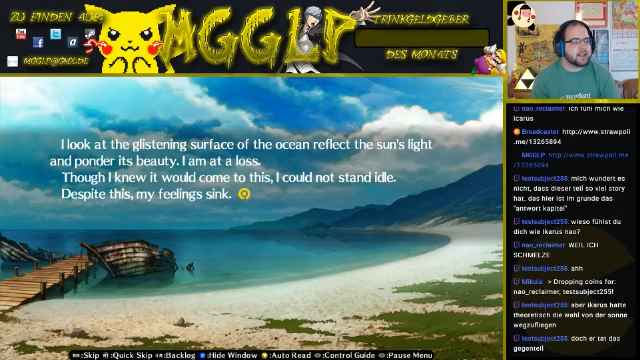 ZU FINDEN AUF:
You
MGGLP@GMX.DE
MGGLP
TRINKGELDGEBER
DES MONATS
I look at the glistening surface of the ocean reflect the sun's light
and ponder its beauty. I am at a loss.
Though I knew it would come to this, I could not stand idle.
Despite this, my feelings sink.
:Skip :Quick Skip :Backlog :Hide Window :Auto Read :Control Guide :Pause Menu
nao_reclaimer: ich fühl mich wie
Icarus
Broadcaster: http://www.strawpoll
.me/13265894
MGGLP: http://www.strawpoll.me
/13265894
testsubject255: mich wundert es
nicht, dass dieser teil so viel story
hat. das hier ist im grunde das
"antwort kapitel"
testsubject255: wieso fühlst du
dich wie Ikarus nao?
nao_reclaimer: WEIL ICH
SCHMELZE
testsubject255: ahh
Mikuia: > Dropping coins for:
nao_reclaimer, testsubject255!
testsubject255: aber ikarus hatte
theoretisch die wahl von der sonne
wegzufliegen
testsubject255: doch er tat das
gegenteil